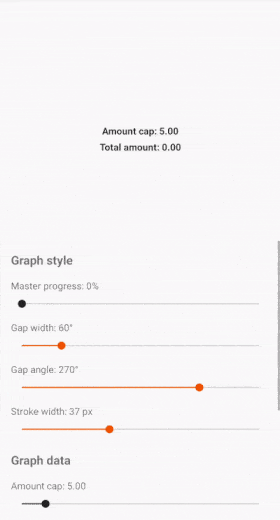 Amount cap: 5.00
Total amount: 0.00
Graph style
Master progress: 0%
Gap width: 60°
Gap angle: 270°
Stroke width: 37 px
Graph data
Amount cap: 5.00